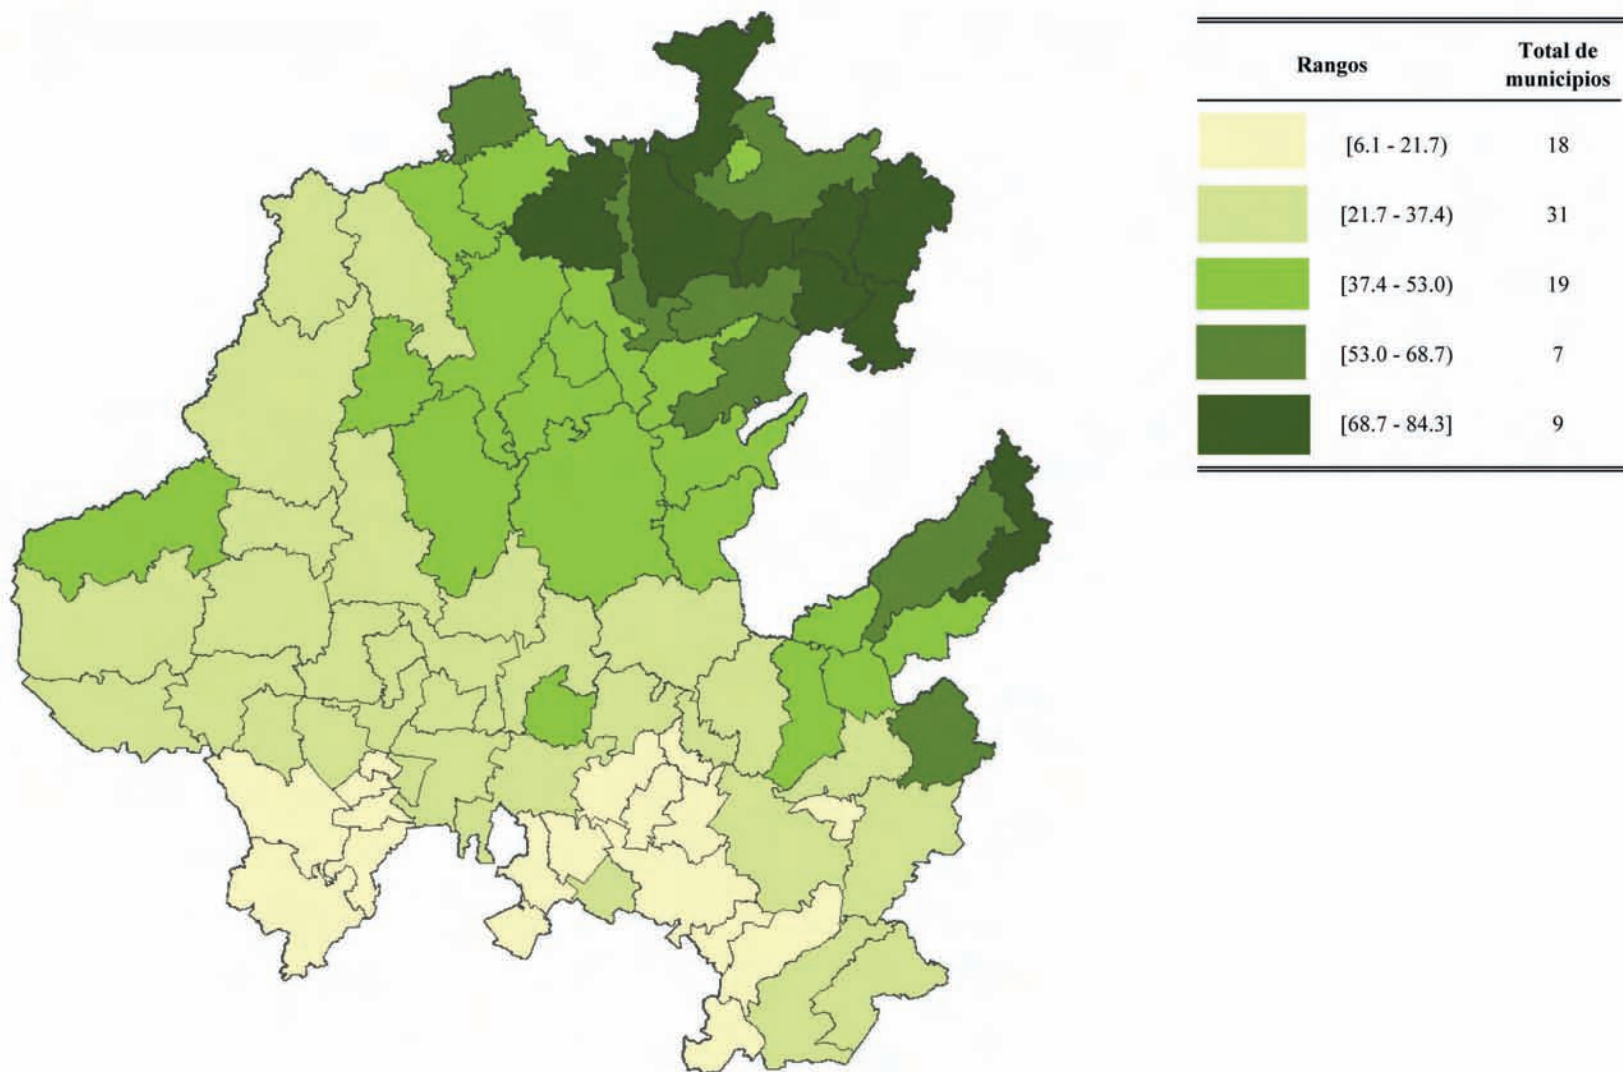 Rangos Total de municipios
[6.1 - 21.7) 18
[21.7 - 37.4) 31
[37.4 - 53.0) 19
[53.0 - 68.7) 7
[68.7 - 84.3] 9